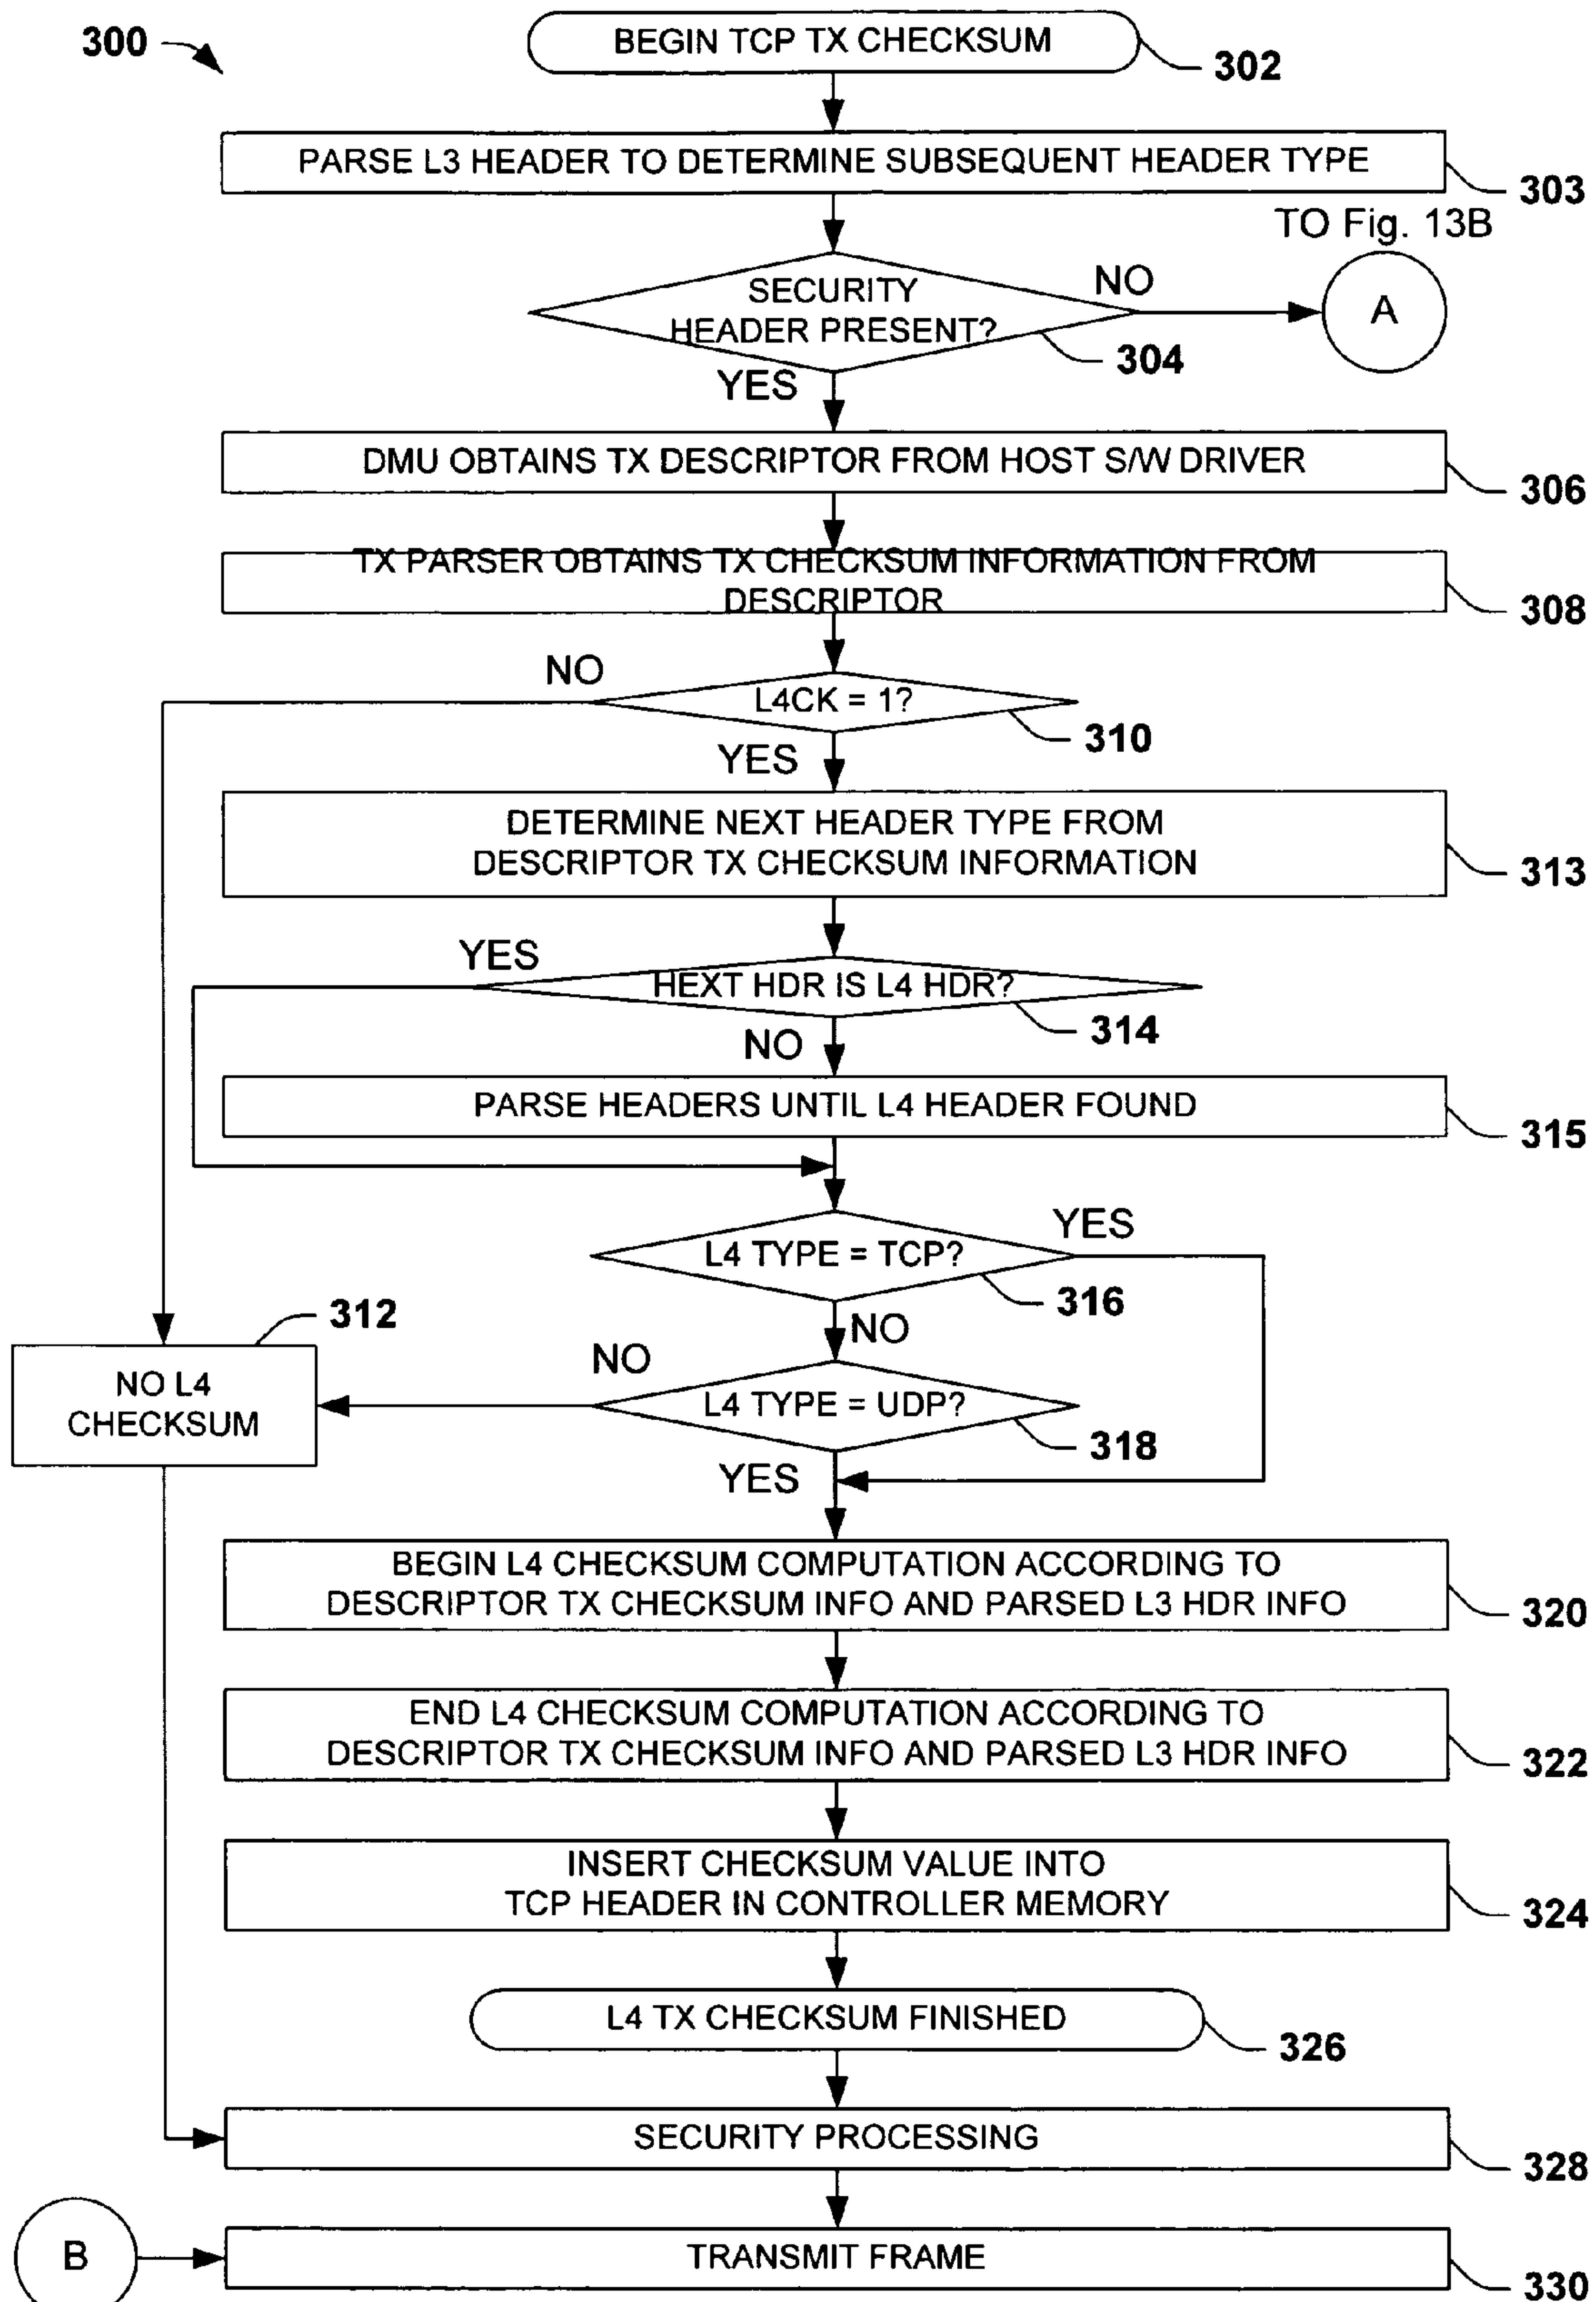 300
BEGIN TCP TX CHECKSUM
302
PARSE L3 HEADER TO DETERMINE SUBSEQUENT HEADER TYPE
303
TO Fig. 13B
SECURITY
HEADER PRESENT?
NO
A
304
YES
DMU OBTAINS TX DESCRIPTOR FROM HOST S/W DRIVER
306
TX PARSER OBTAINS TX CHECKSUM INFORMATION FROM
DESCRIPTOR
308
NO
L4CK = 1?
310
YES
DETERMINE NEXT HEADER TYPE FROM
DESCRIPTOR TX CHECKSUM INFORMATION
313
YES
HEXT HDR IS L4 HDR?
314
NO
PARSE HEADERS UNTIL L4 HEADER FOUND
315
L4 TYPE = TCP?
YES
316
NO
312
NO L4
CHECKSUM
NO
L4 TYPE = UDP?
318
YES
BEGIN L4 CHECKSUM COMPUTATION ACCORDING TO
DESCRIPTOR TX CHECKSUM INFO AND PARSED L3 HDR INFO
320
END L4 CHECKSUM COMPUTATION ACCORDING TO
DESCRIPTOR TX CHECKSUM INFO AND PARSED L3 HDR INFO
322
INSERT CHECKSUM VALUE INTO
TCP HEADER IN CONTROLLER MEMORY
324
L4 TX CHECKSUM FINISHED
326
SECURITY PROCESSING
328
B
TRANSMIT FRAME
330